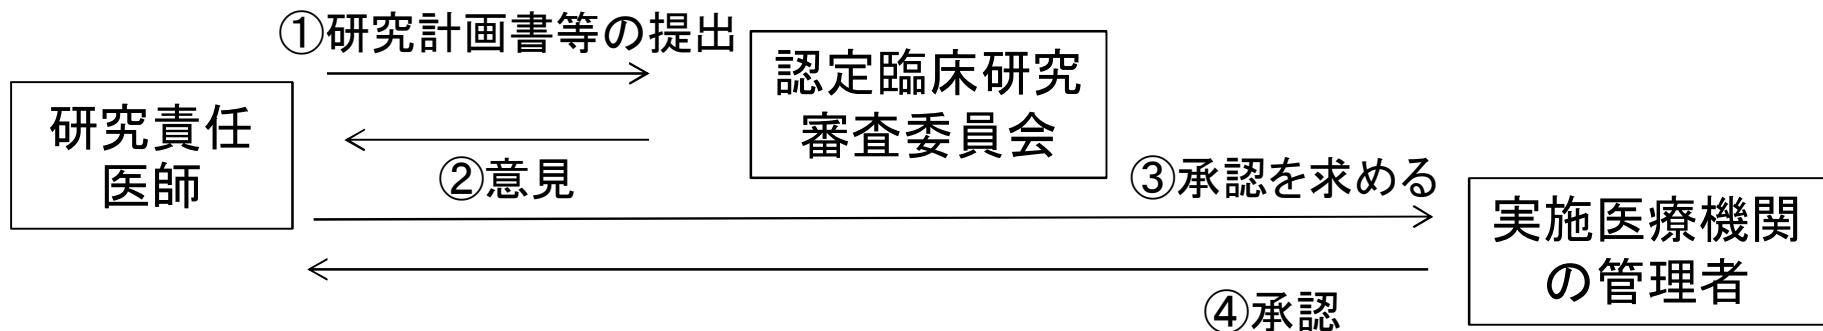 ①研究計画書等の提出
認定臨床研究
審査委員会
研究責任
医師
②意見
③承認を求める
実施医療機関
の管理者
④承認